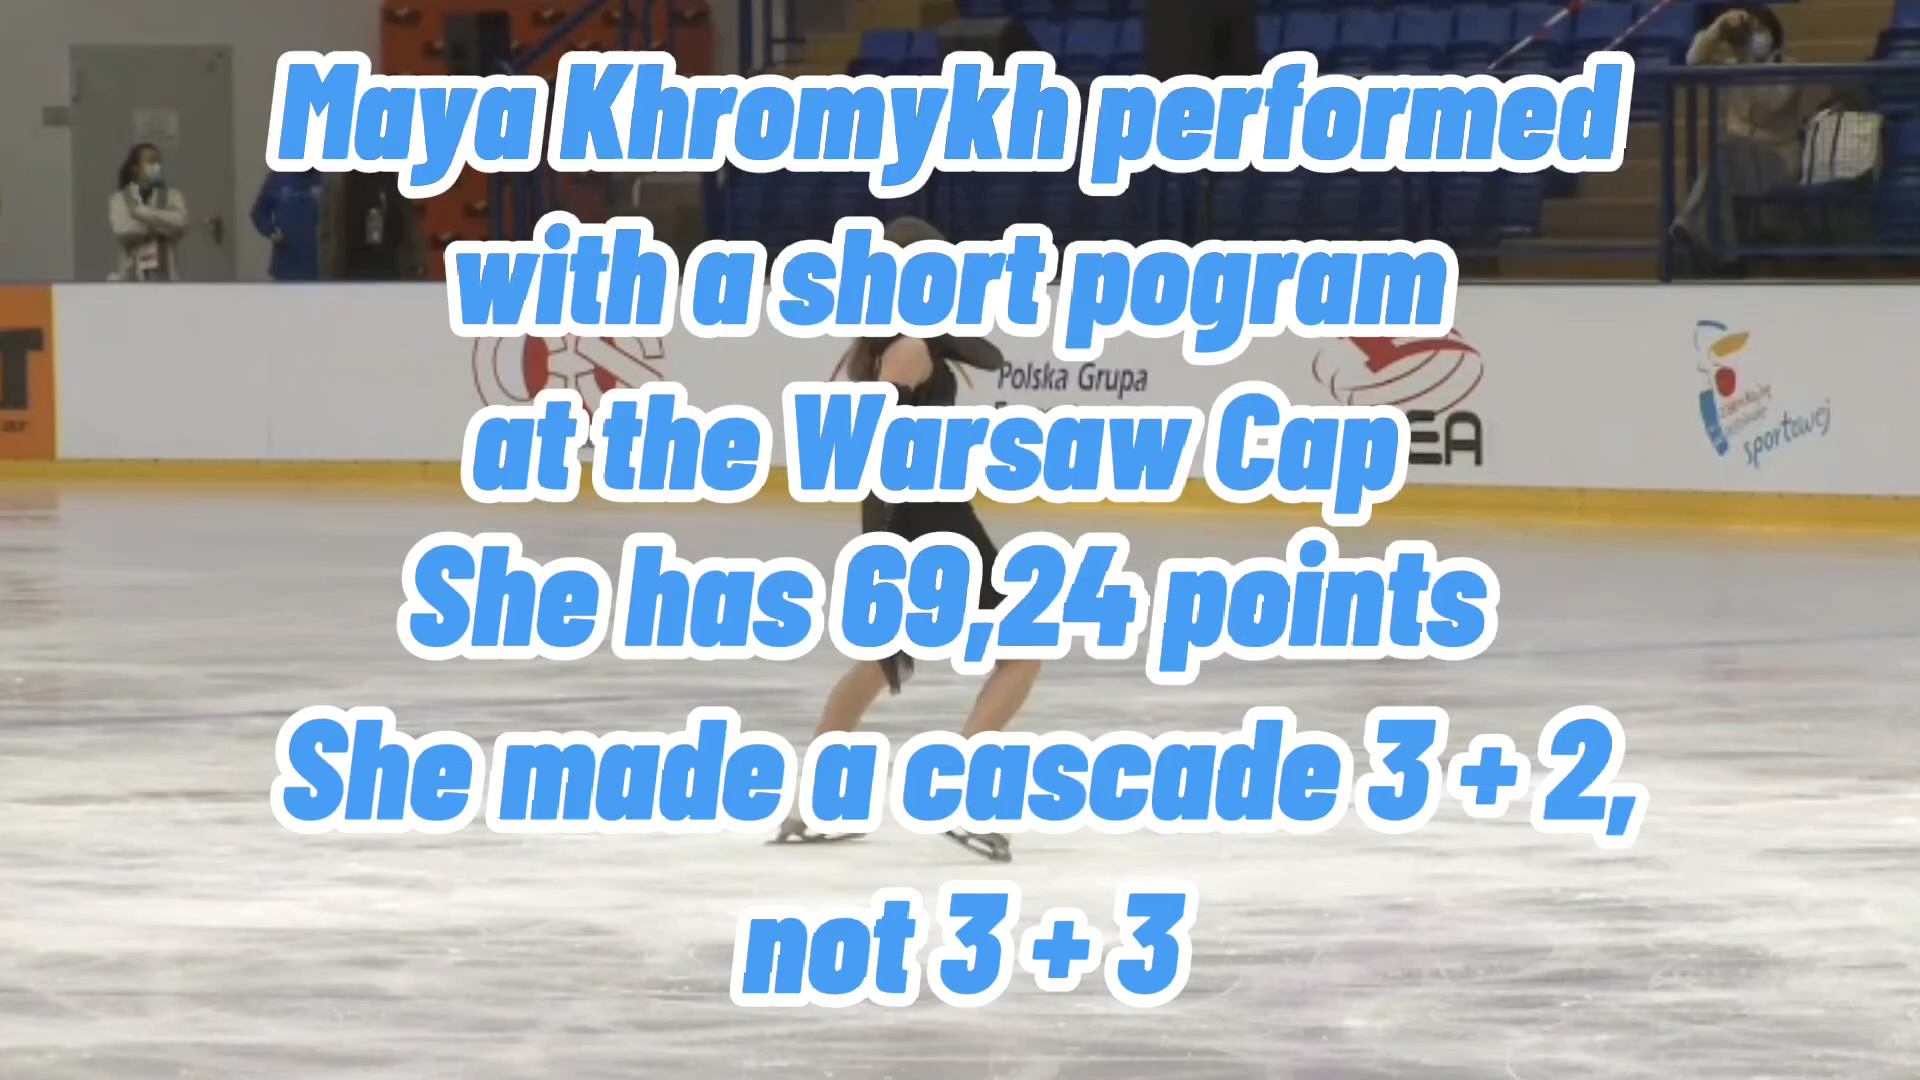 Maya Khromykh performed
with a short pogram
at the Warsaw Cap
She has 69,24 points
She made a cascade 3 + 2,
not 3 + 3
Polska Grupa
EA
sportowej